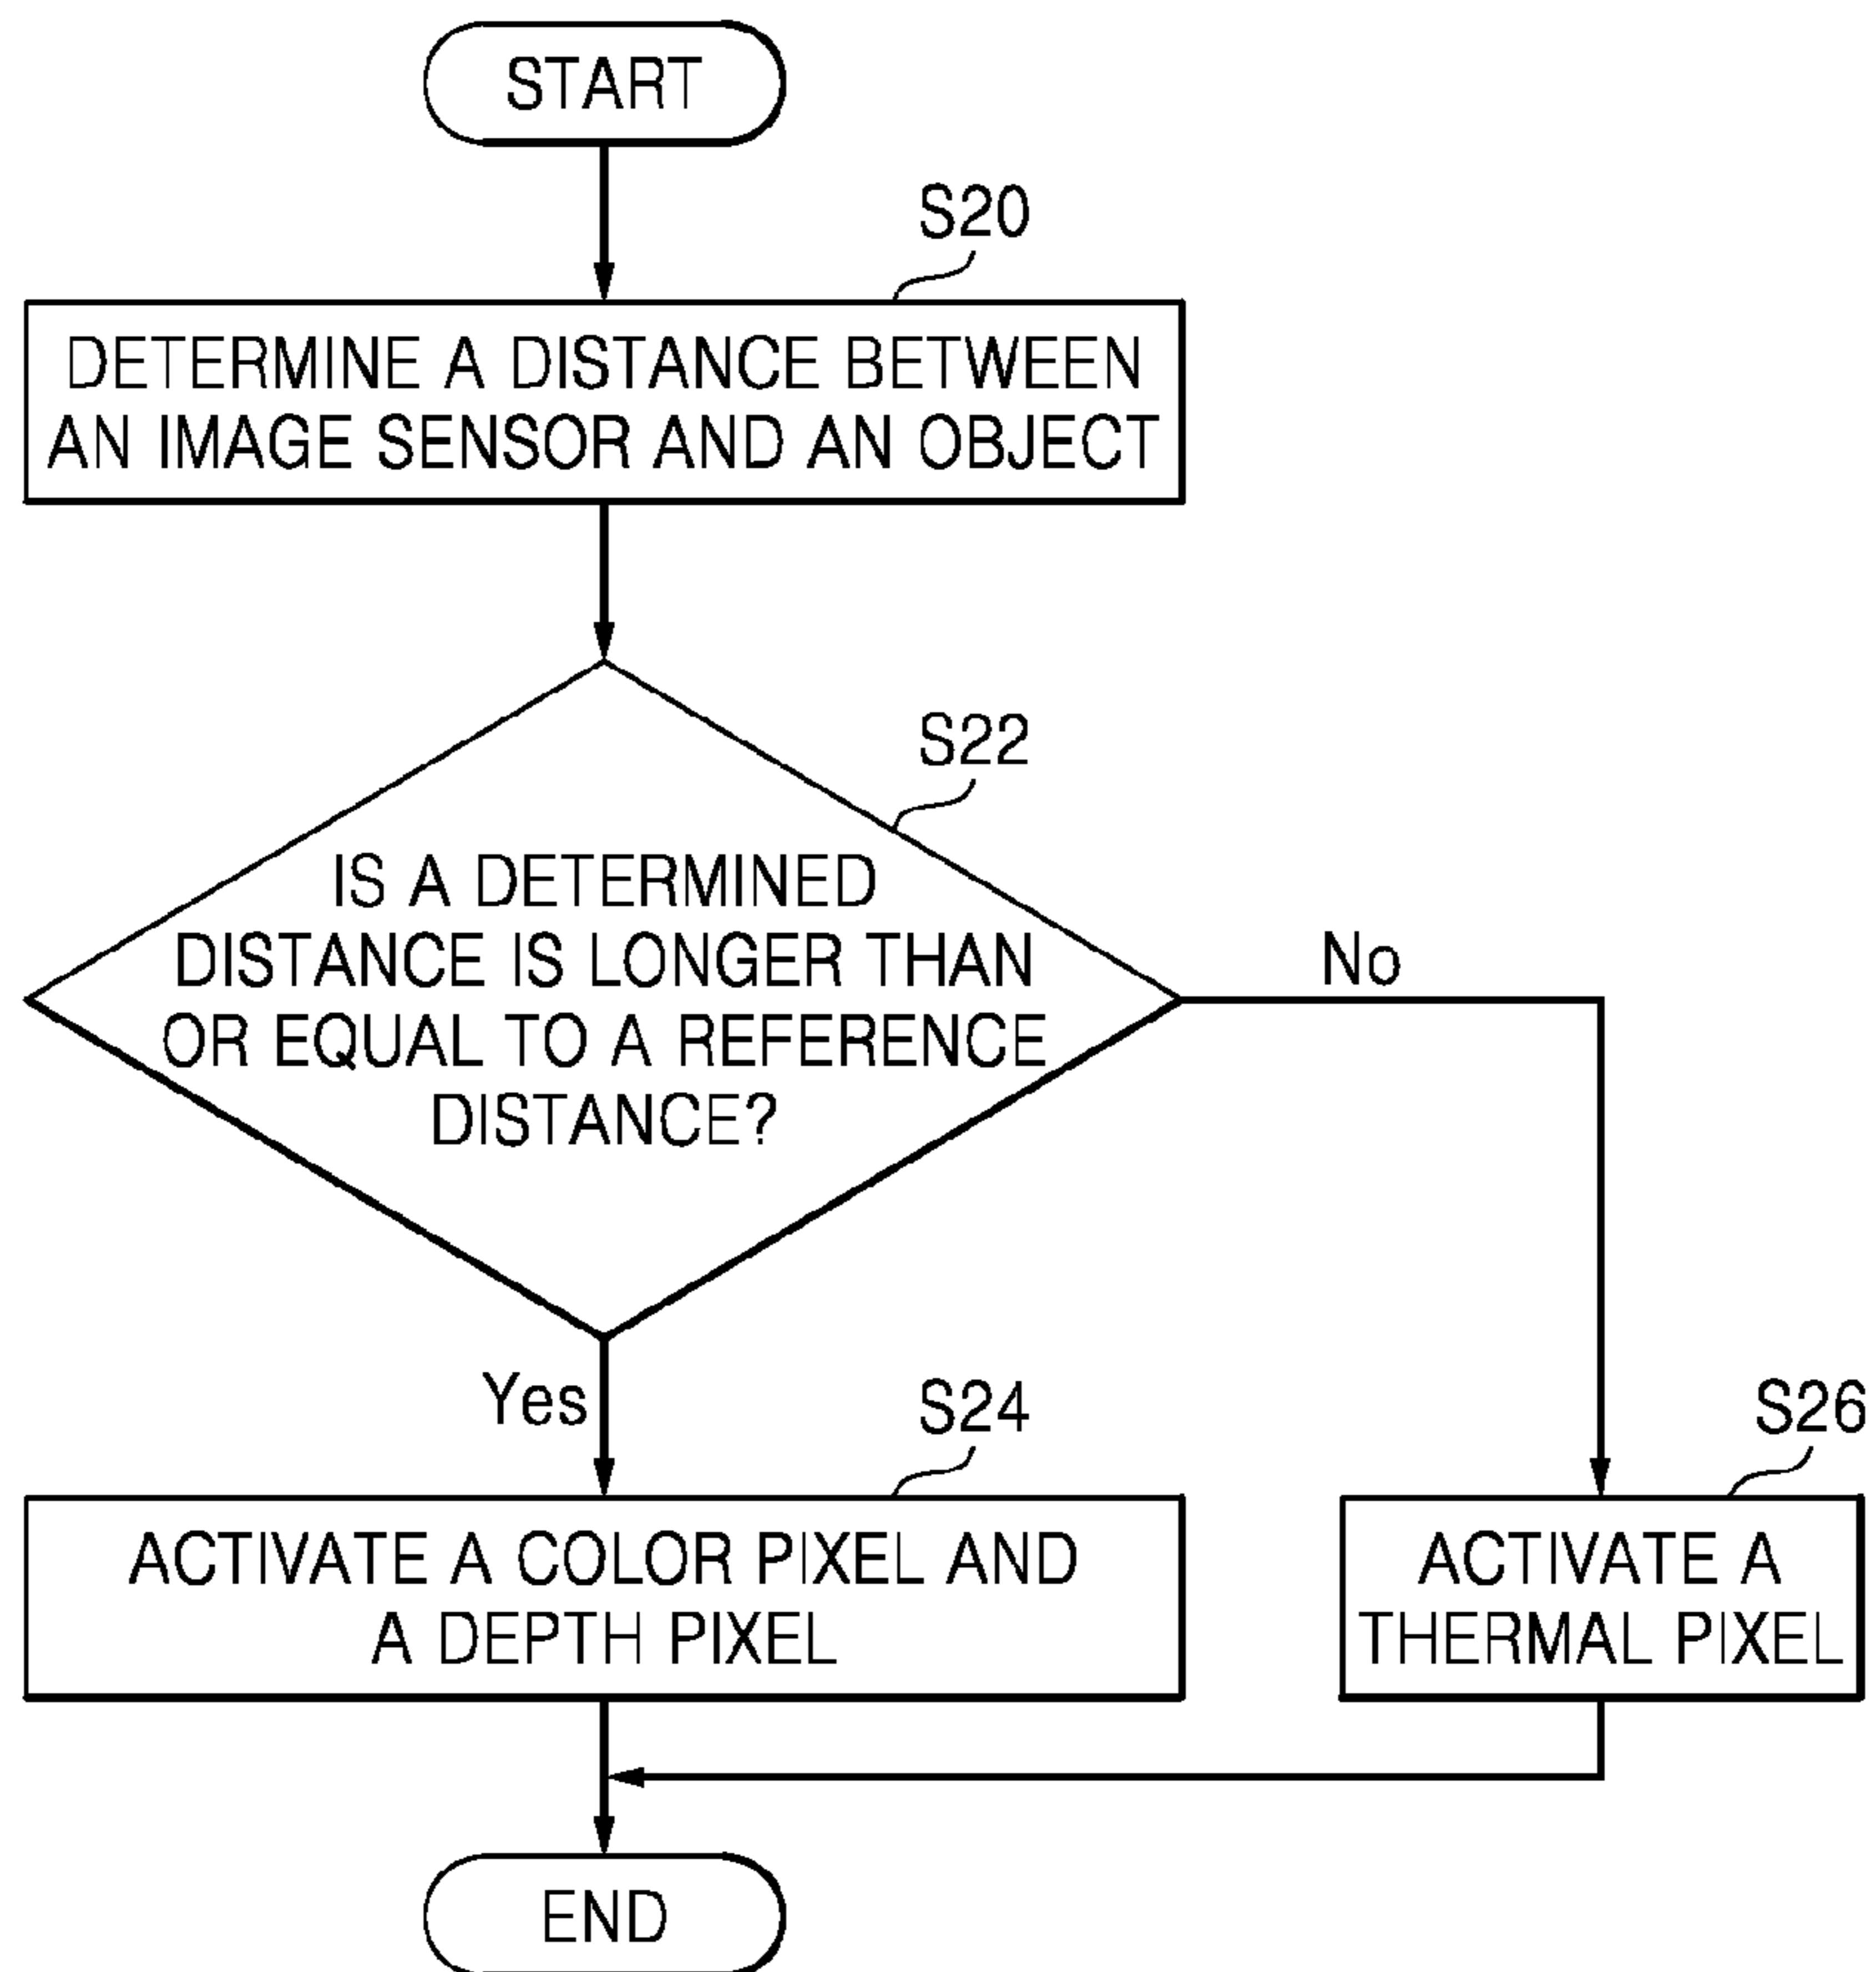 START
S20
DETERMINE A DISTANCE BETWEEN
AN IMAGE SENSOR AND AN OBJECT
S22
IS A DETERMINED
DISTANCE IS LONGER THAN
OR EQUAL TO A REFERENCE
DISTANCE?
No
Yes
S24
ACTIVATE A COLOR PIXEL AND
A DEPTH PIXEL
S26
ACTIVATE A
THERMAL PIXEL
END